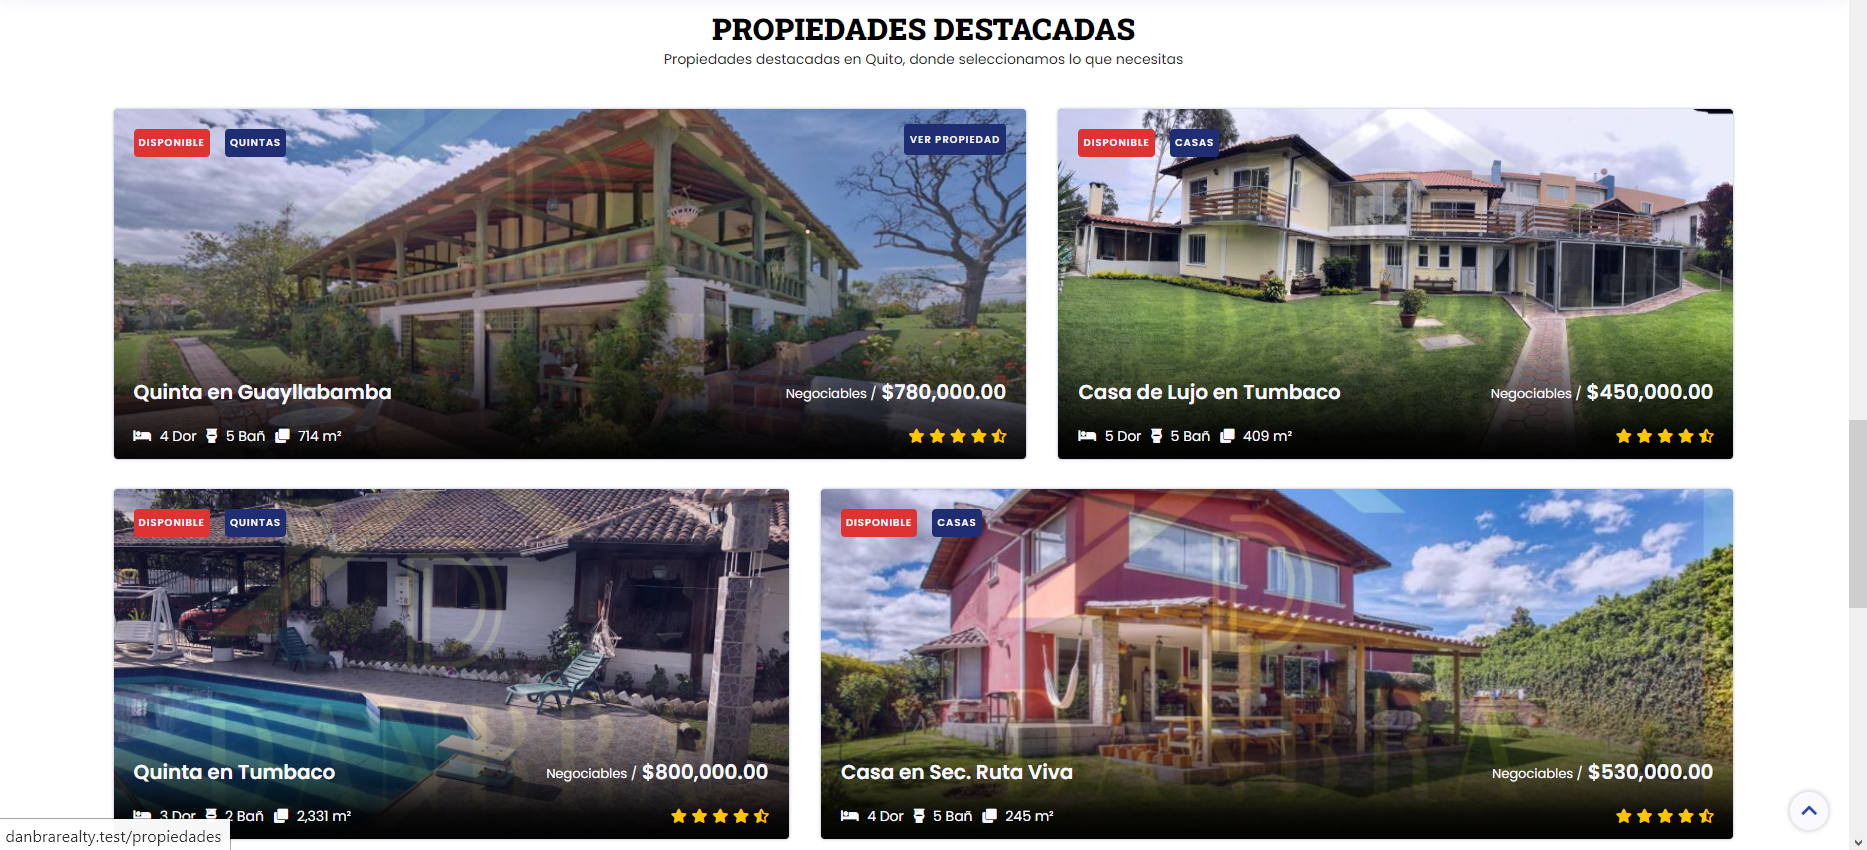 PROPIEDADES DESTACADAS
Propiedades destacadas en Quito, donde seleccionamos lo que necesitas
DISPONIBLE QUINTAS VER PROPIEDAD
Quinta en Guayllabamba Negociables / $780,000.00
4 Dor 5 Bañ 714 m²
DISPONIBLE CASAS
Casa de Lujo en Tumbaco Negociables / $450,000.00
5 Dor 5 Bañ 409 m²
DISPONIBLE QUINTAS
DANBRA
Quinta en Tumbaco Negociables / $800,000.00
3 Dor 2 Bañ 2,331 m²
DISPONIBLE CASAS
DANBRA
Casa en Sec. Ruta Viva Negociables / $530,000.00
4 Dor 5 Bañ 245 m²
danbrarealty.test/propiedades